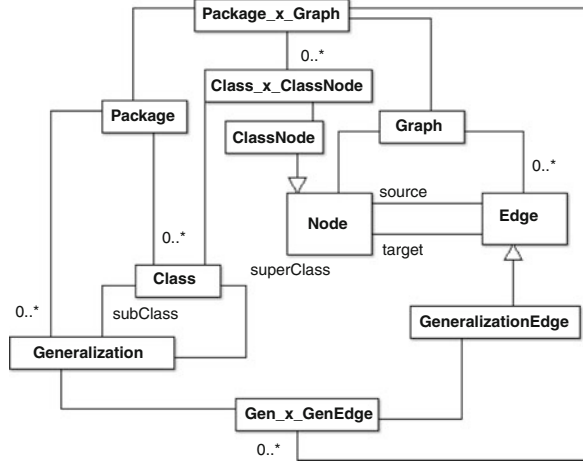 Package_x_Graph
0..*
Class_x_ClassNode
Package
ClassNode
Graph
0..*
source
Node
Edge
0..*
target
superClass
Class
0..*
subClass
GeneralizationEdge
Generalization
Gen_x_GenEdge
0..*